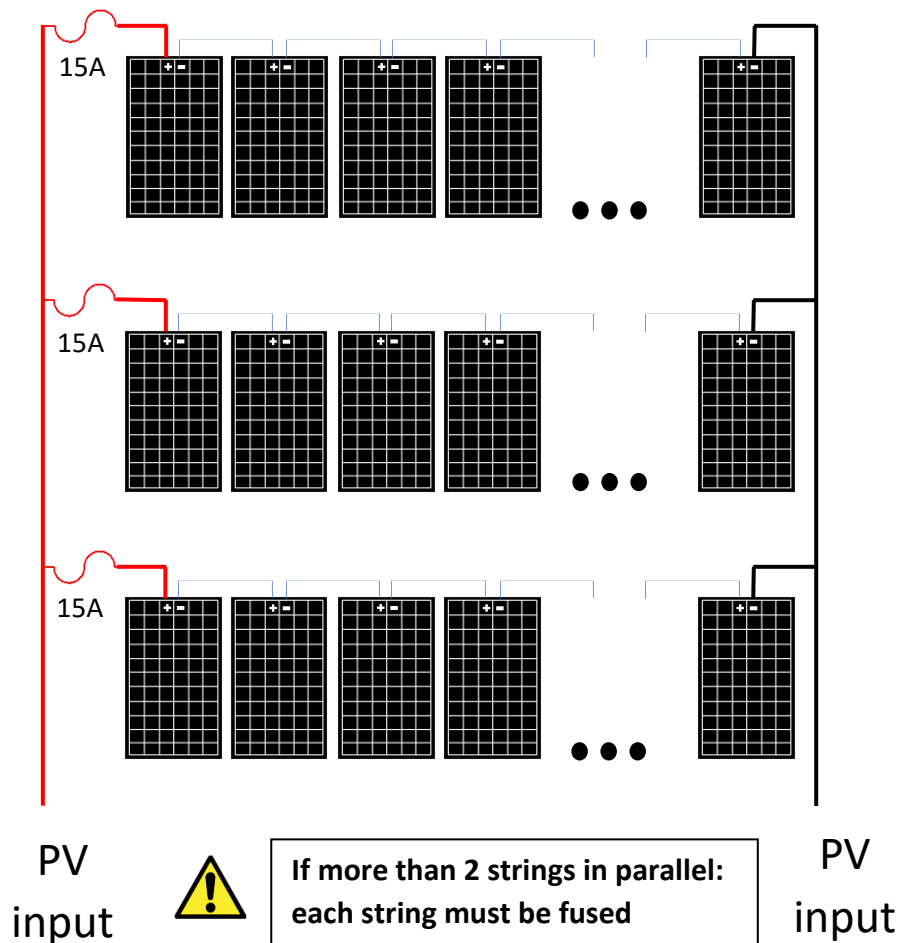 + - + - + - + - + -
15A
+ - + - + - + - + -
15A
+ - + - + - + - + -
15A
PV
input
If more than 2 strings in parallel:
each string must be fused
PV
input